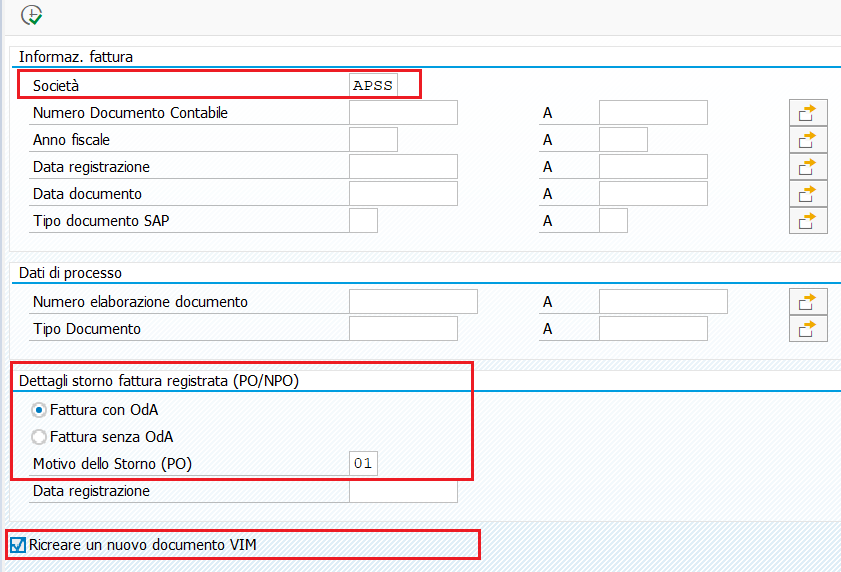 Informaz. fattura
Società APSS
Numero Documento Contabile A
Anno fiscale A
Data registrazione A
Data documento A
Tipo documento SAP A
Dati di processo
Numero elaborazione documento A
Tipo Documento A
Dettagli storno fattura registrata (PO/NPO)
Fattura con OdA
Fattura senza OdA
Motivo dello Storno (PO) 01
Data registrazione
Ricreare un nuovo documento VIM